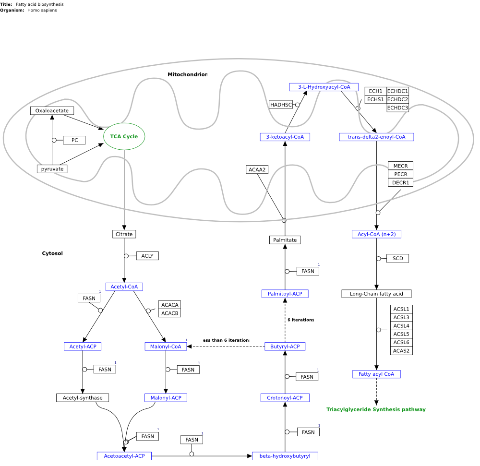 Title: Fatty acid biosynthesis
Organism: Homo sapiens
Mitochondrion
3-L-Hydroxyacyl-CoA
HADHSC
ECH1
ECHDC1
ECHS1
ECHDC2
ECHDC3
Oxaloacetate
PC
TCA Cycle
pyruvate
3-ketoacyl-CoA
trans-delta2-enoyl-CoA
ACAA2
MECR
PECR
DECR1
Citrate
Palmitate
Acyl-CoA (n+2)
Cytosol
ACLY
FASN
SCD
Acetyl-CoA
Palmitoyl-ACP
Long-Chain fatty acid
FASN
ACACA
ACACB
6 iterations
ACSL1
ACSL3
ACSL4
ACSL5
ACSL6
ACAS2
less than 6 iteration
Acetyl-ACP
Malonyl-CoA
Butyryl-ACP
FASN
FASN
FASN
Fatty acyl-CoA
Acetyl-synthase
Malonyl-ACP
Crotonoyl-ACP
Triacylglyceride Synthesis pathway
FASN
FASN
FASN
Acetoacetyl-ACP
beta-hydroxybutyryl